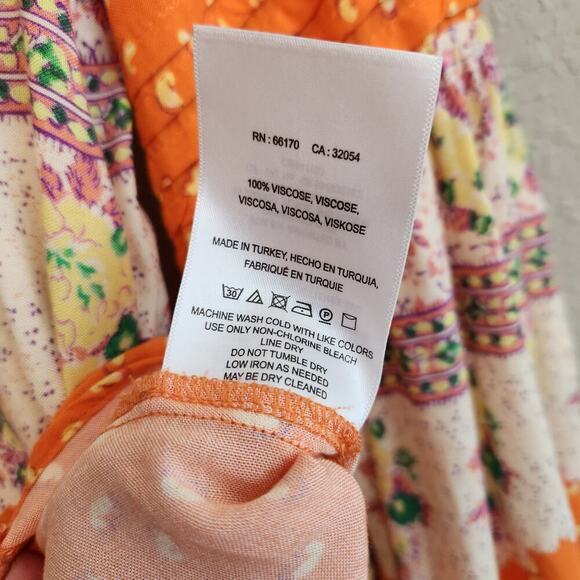 RN : 66170 CA : 32054
100% VISCOSE, VISCOSE,
VISCOSA, VISCOSA, VISKOSE
MADE IN TURKEY, HECHO EN TURQUIA,
FABRIQUÉ EN TURQUIE
30 P
MACHINE WASH COLD WITH LIKE COLORS
USE ONLY NON-CHLORINE BLEACH
LINE DRY
DO NOT TUMBLE DRY
LOW IRON AS NEEDED
MAY BE DRY CLEANED